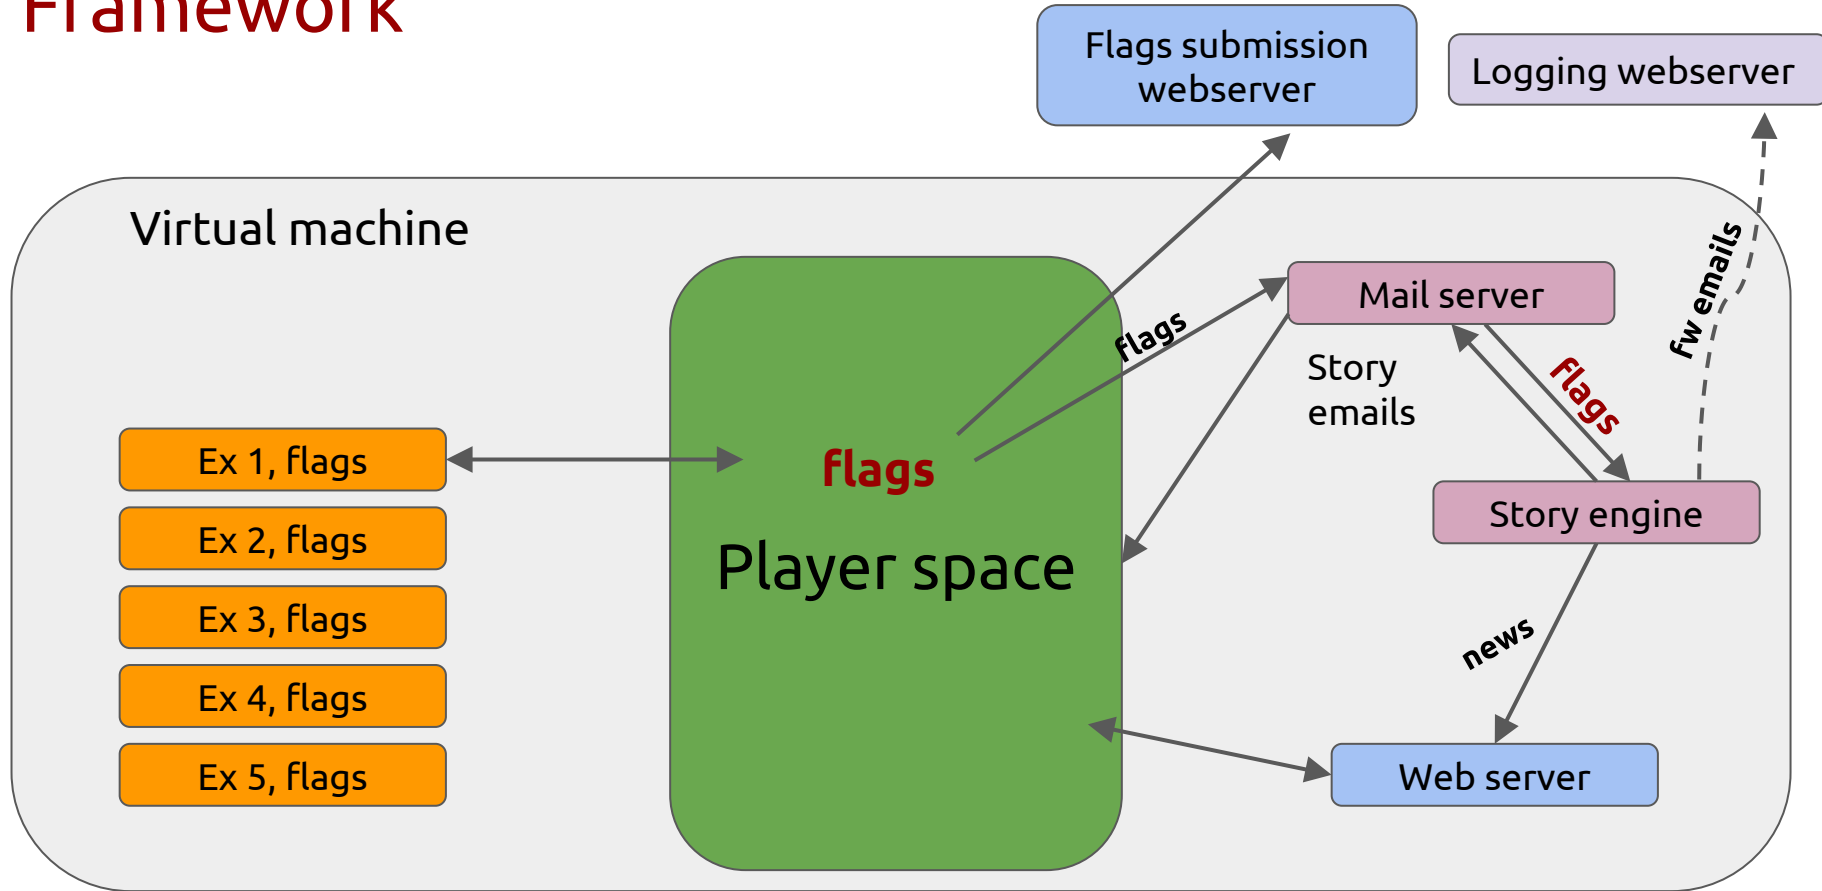 Framework
Flags submission
webserver
Logging webserver
Virtual machine
Mail server
flags
fw emails
Story
emails
flags
Ex 1, flags
flags
Story engine
Ex 2, flags
Player space
Ex 3, flags
news
Ex 4, flags
Ex 5, flags
Web server